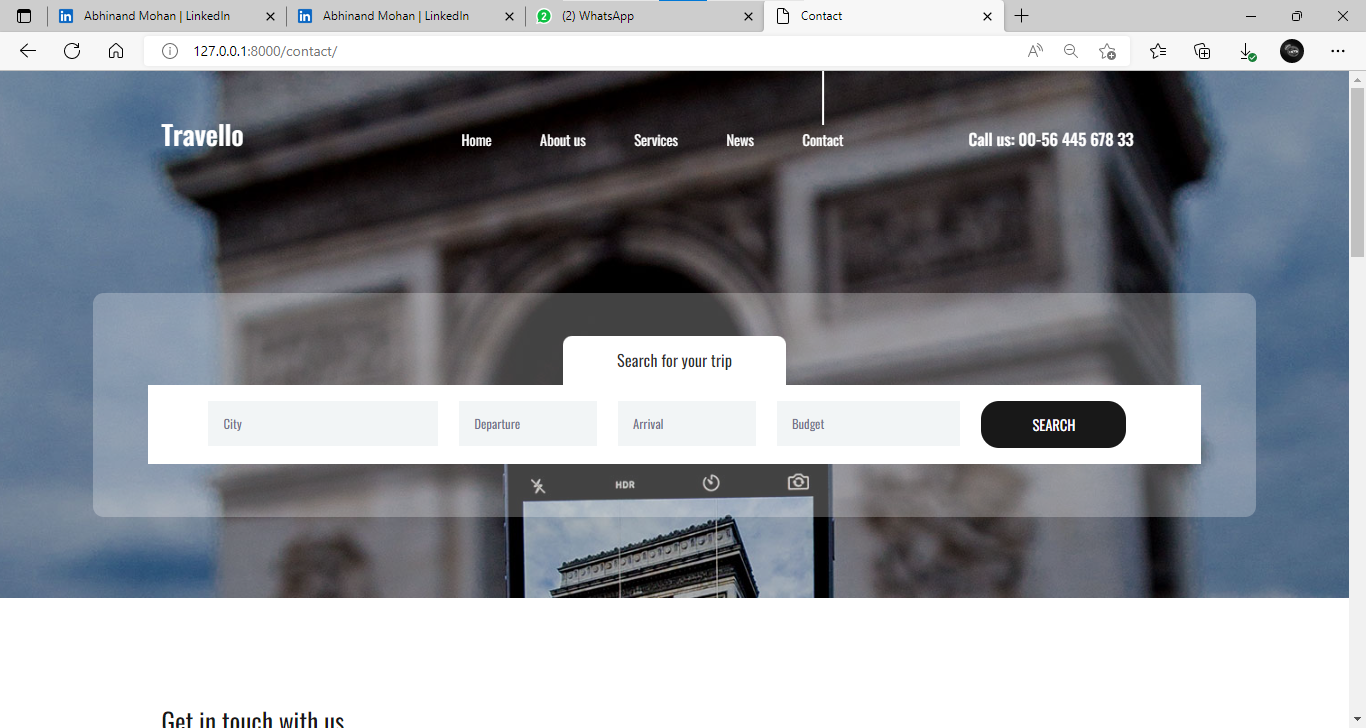 Abhinand Mohan | LinkedIn
Abhinand Mohan | LinkedIn
2
(2) WhatsApp
Contact
127.0.0.1:8000/contact/
Travello
Home
About us
Services
News
Contact
Call us: 00-56 445 678 33
Search for your trip
City
Departure
Arrival
Budget
SEARCH
HDR
Get in touch with us